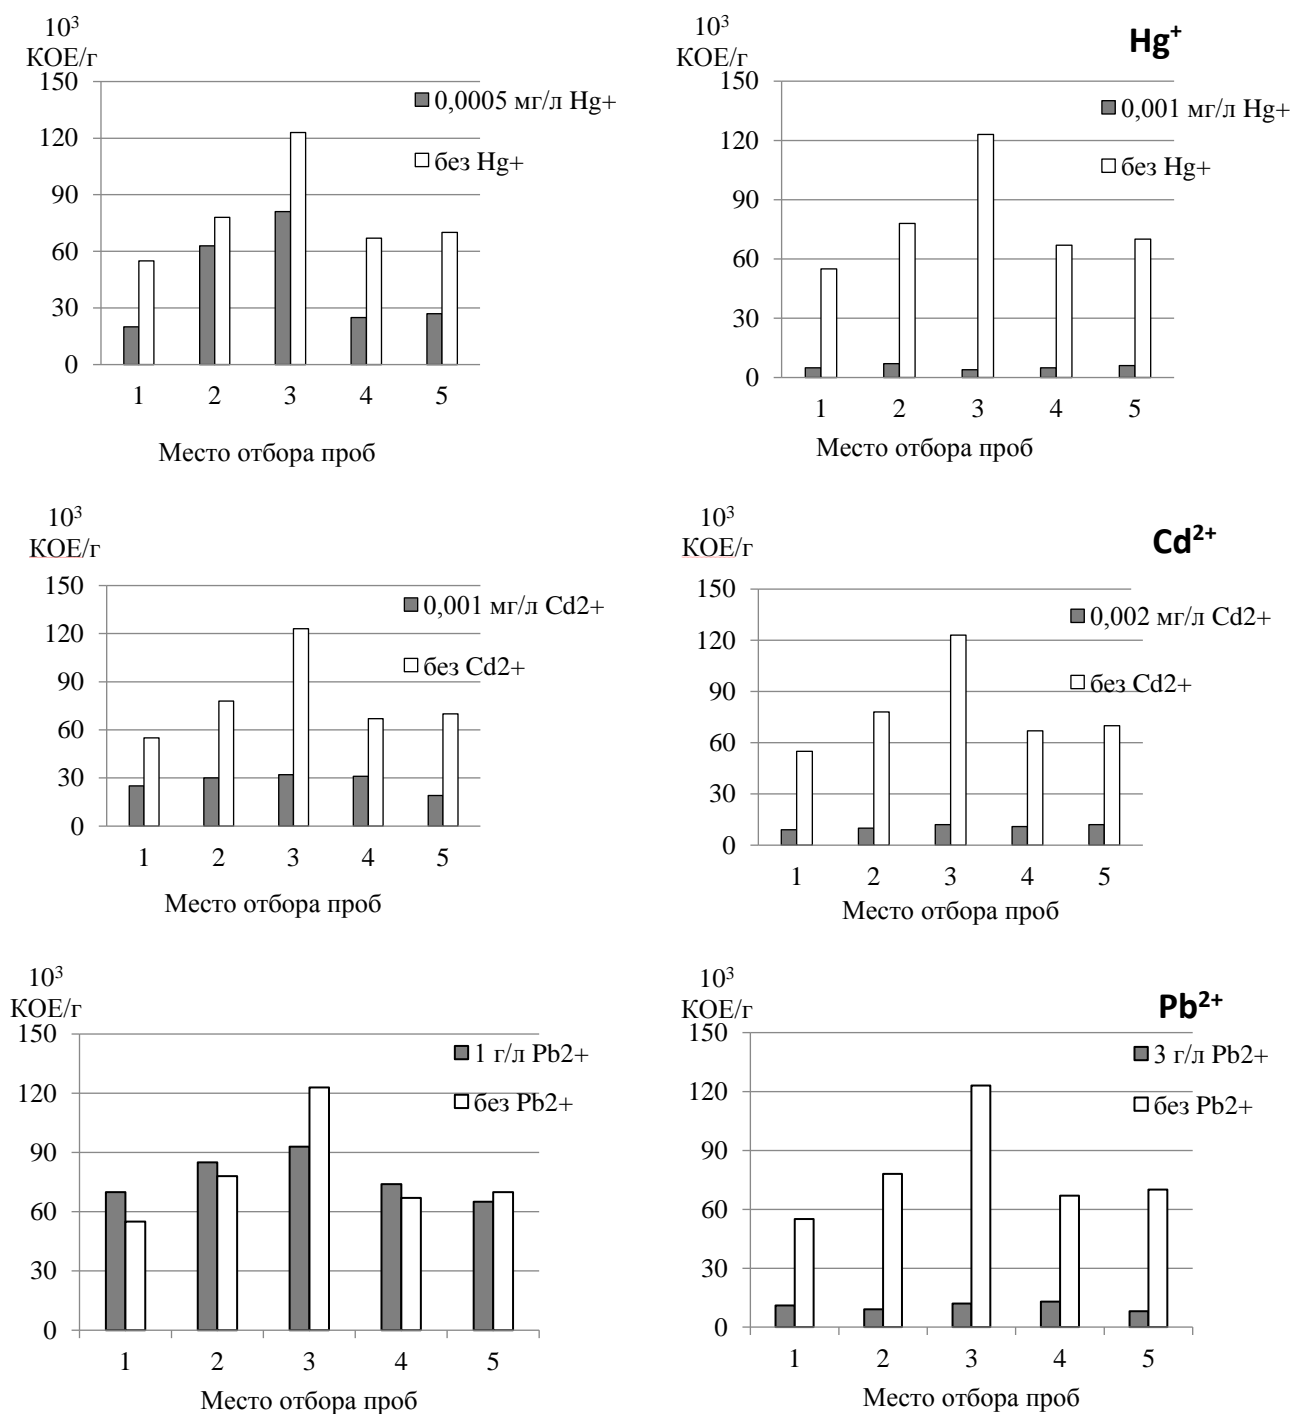 10³
КОЕ/г
150
120
90
60
30
0
0,0005 мг/л Hg+
без Hg+
1 2 3 4 5
Место отбора проб
10³
КОЕ/г
Hg⁺
150
120
90
60
30
0
0,001 мг/л Hg+
без Hg+
1 2 3 4 5
Место отбора проб
10³
КОЕ/г
150
120
90
60
30
0
0,001 мг/л Cd2+
без Cd2+
1 2 3 4 5
Место отбора проб
10³
КОЕ/г
Cd²⁺
150
120
90
60
30
0
0,002 мг/л Cd2+
без Cd2+
1 2 3 4 5
Место отбора проб
10³
КОЕ/г
150
120
90
60
30
0
1 г/л Pb2+
без Pb2+
1 2 3 4 5
Место отбора проб
10³
КОЕ/г
Pb²⁺
150
120
90
60
30
0
3 г/л Pb2+
без Pb2+
1 2 3 4 5
Место отбора проб